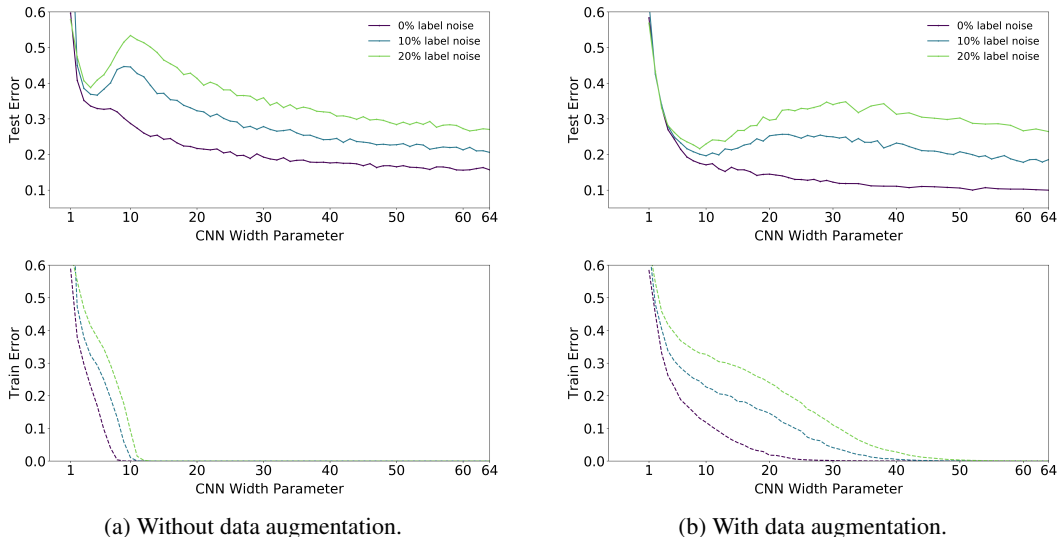 0.6
0.5
0.4
0.3
0.2
0.1
Test Error
0% label noise
10% label noise
20% label noise
1 10 20 30 40 50 60 64
CNN Width Parameter
0.6
0.5
0.4
0.3
0.2
0.1
Test Error
0% label noise
10% label noise
20% label noise
1 10 20 30 40 50 60 64
CNN Width Parameter
0.6
0.5
0.4
0.3
0.2
0.1
0.0
Train Error
1 10 20 30 40 50 60 64
CNN Width Parameter
(a) Without data augmentation.
0.6
0.5
0.4
0.3
0.2
0.1
0.0
Train Error
1 10 20 30 40 50 60 64
CNN Width Parameter
(b) With data augmentation.